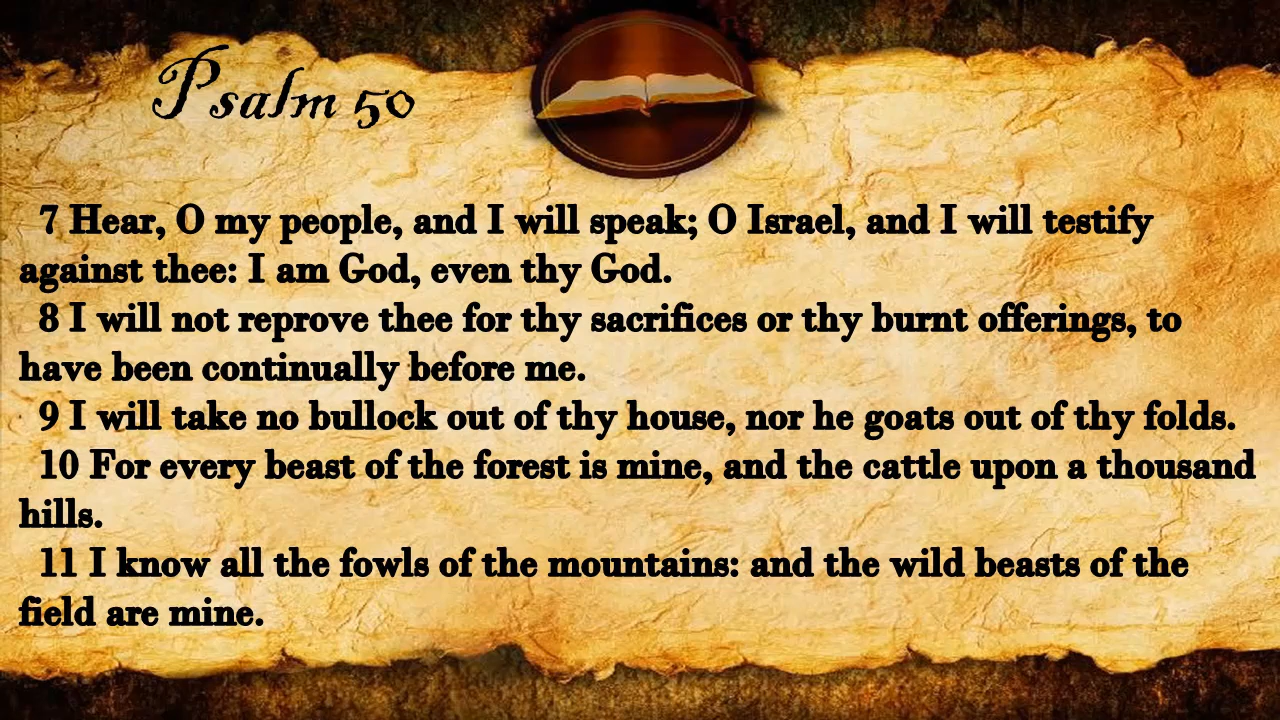 Psalm 50
7 Hear, O my people, and I will speak; O Israel, and I will testify
against thee: I am God, even thy God.
8 I will not reprove thee for thy sacrifices or thy burnt offerings, to
have been continually before me.
9 I will take no bullock out of thy house, nor he goats out of thy folds.
10 For every beast of the forest is mine, and the cattle upon a thousand
hills.
11 I know all the fowls of the mountains: and the wild beasts of the
field are mine.